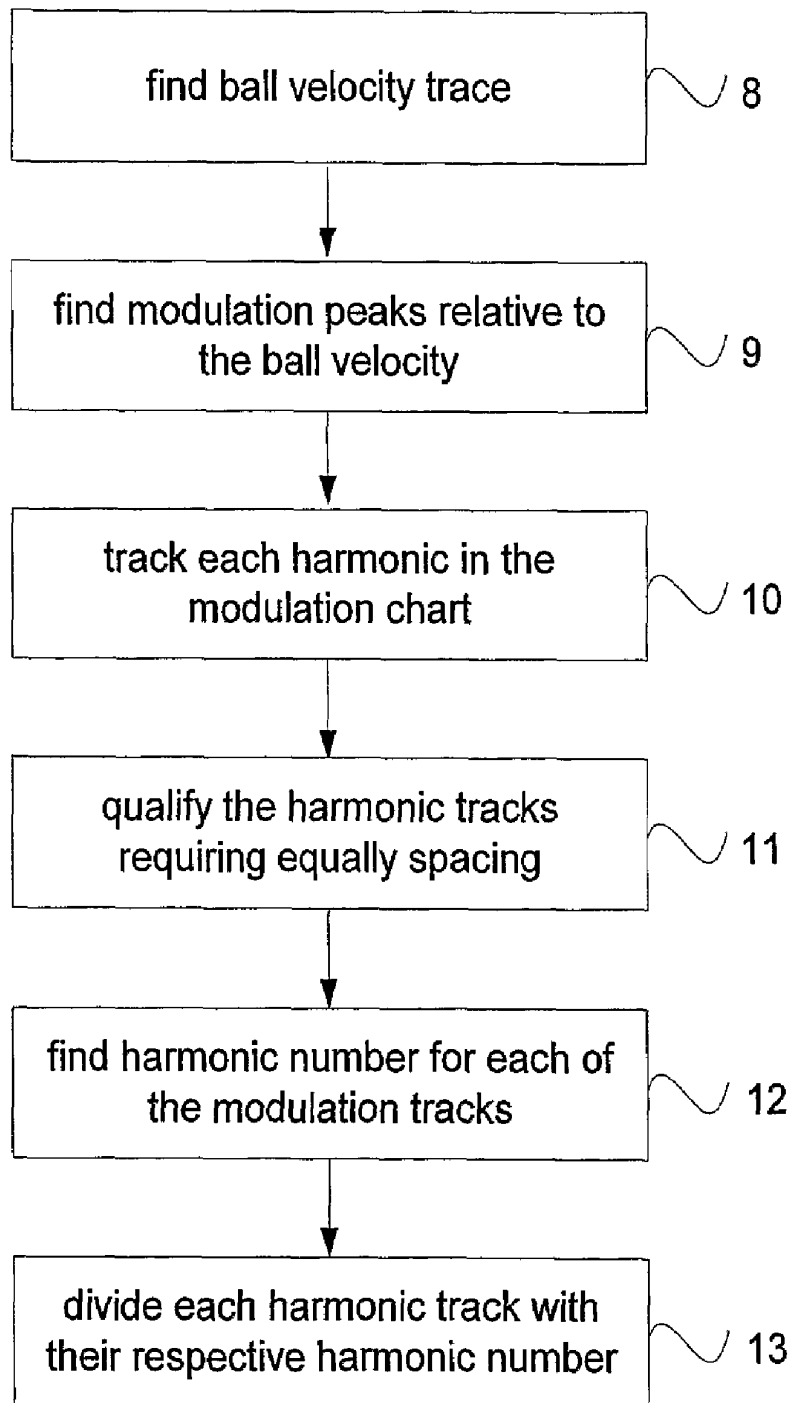 find ball velocity trace
8
find modulation peaks relative to
the ball velocity
9
track each harmonic in the
modulation chart
10
qualify the harmonic tracks
requiring equally spacing
11
find harmonic number for each of
the modulation tracks
12
divide each harmonic track with
their respective harmonic number
13